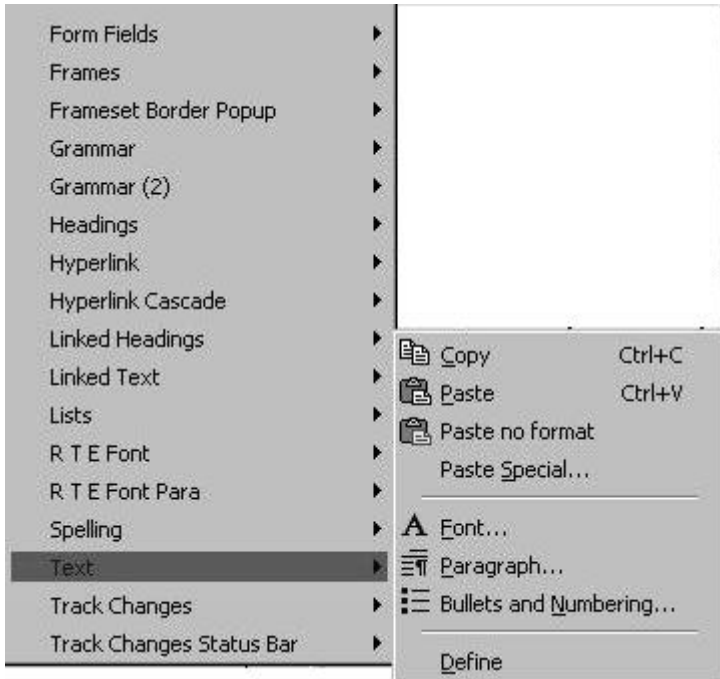 Form Fields
Frames
Frameset Border Popup
Grammar
Grammar (2)
Headings
Hyperlink
Hyperlink Cascade
Linked Headings
Linked Text
Lists
R T E Font
R T E Font Para
Spelling
Text
Track Changes
Track Changes Status Bar
Copy Ctrl+C
Paste Ctrl+V
Paste no format
Paste Special...
Font...
Paragraph...
Bullets and Numbering...
Define